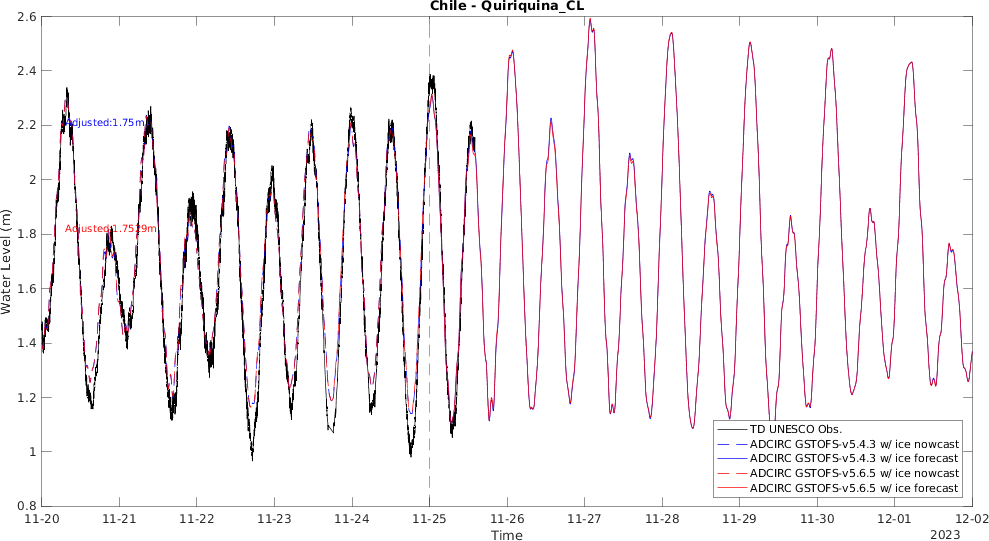 Chile - Quiriquina_CL
Water Level (m)
2.6
2.4
2.2
2
1.8
1.6
1.4
1.2
1
0.8
Adjusted:1.75m
Adjusted:1.7529m
TD UNESCO Obs.
ADCIRC GSTOFS-v5.4.3 w/ ice nowcast
ADCIRC GSTOFS-v5.4.3 w/ ice forecast
ADCIRC GSTOFS-v5.6.5 w/ ice nowcast
ADCIRC GSTOFS-v5.6.5 w/ ice forecast
11-20 11-21 11-22 11-23 11-24 11-25 11-26 11-27 11-28 11-29 11-30 12-01 12-02
Time
2023